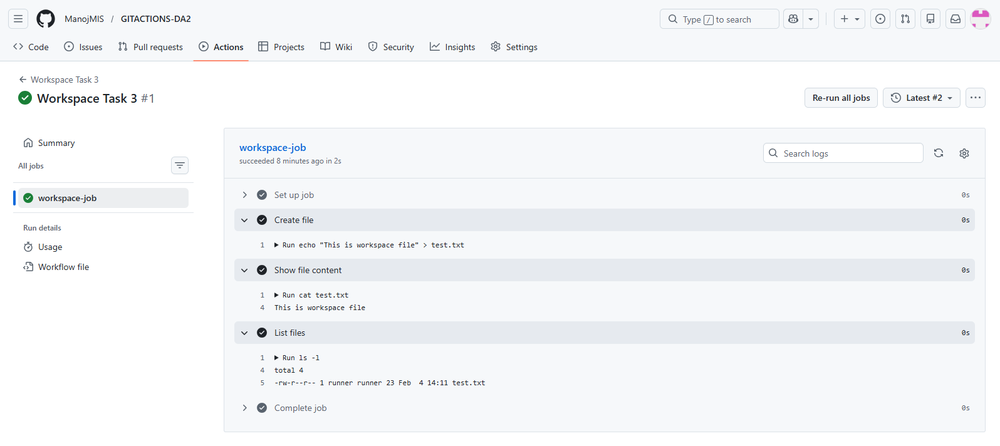 ManojMIS / GITACTIONS-DA2
Type / to search
Code
Issues
Pull requests
Actions
Projects
Wiki
Security
Insights
Settings
Workspace Task 3
Workspace Task 3 #1
Re-run all jobs
Latest #2
Summary
All jobs
workspace-job
Run details
Usage
Workflow file
workspace-job
succeeded 8 minutes ago in 2s
Search logs
Set up job 0s
Create file 0s
1 Run echo "This is workspace file" > test.txt
Show file content 0s
1 Run cat test.txt
4 This is workspace file
List files 0s
1 Run ls -l
4 total 4
5 -rw-r--r-- 1 runner runner 23 Feb  4 14:11 test.txt
Complete job 0s